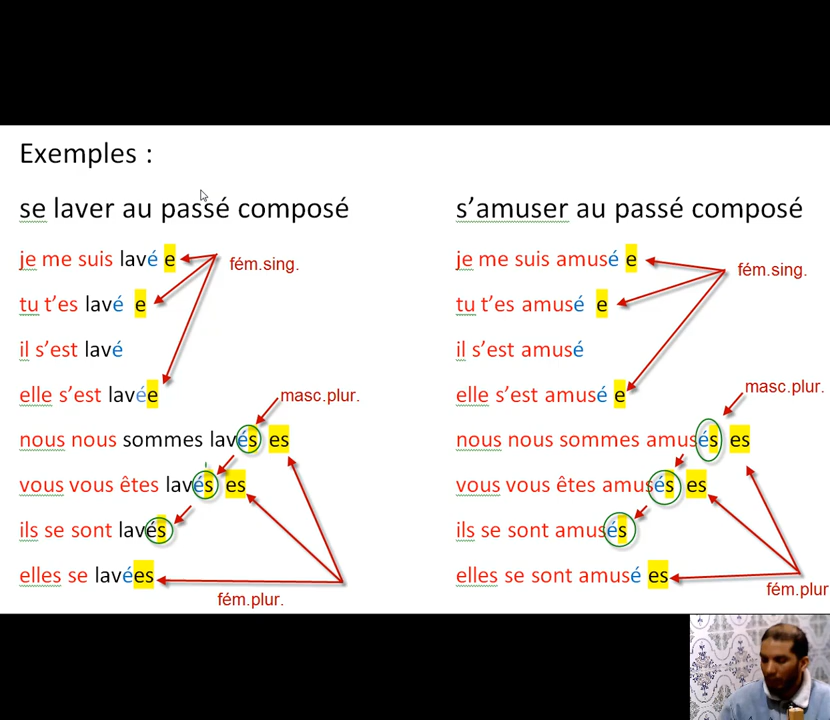 Exemples :
se laver au passé composé
je me suis lavé e
fém.sing.
tu t'es lavé e
il s'est lavé
elle s'est lavée
masc.plur.
nous nous sommes lavés es
vous vous êtes lavés es
ils se sont lavés
elles se lavées
fém.plur.
s'amuser au passé composé
je me suis amusé e
fém.sing.
tu t'es amusé e
il s'est amusé
elle s'est amusé e
masc.plur.
nous nous sommes amusés es
vous vous êtes amusés es
ils se sont amusés
elles se sont amusé es
fém.plur